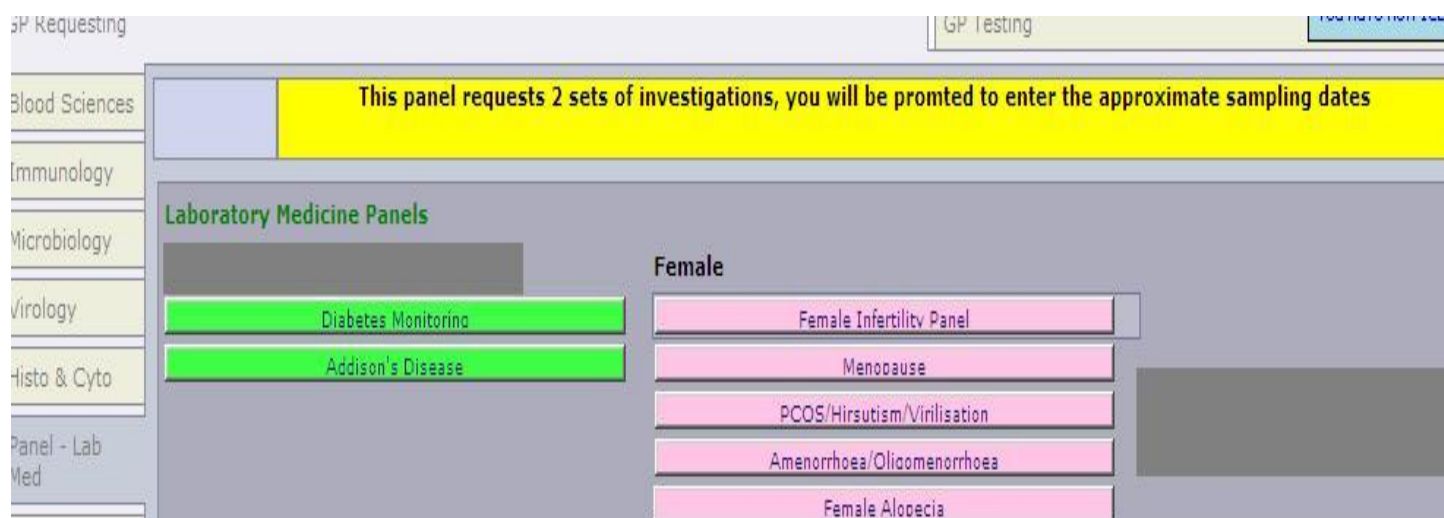 GP Requesting
GP Testing
Blood Sciences
This panel requests 2 sets of investigations, you will be promted to enter the approximate sampling dates
Immunology
Microbiology
Virology
Histo & Cyto
Panel - Lab
Med
Laboratory Medicine Panels
Diabetes Monitoring
Addison's Disease
Female
Female Infertility Panel
Menopause
PCOS/Hirsutism/Virilisation
Amenorrhoea/Oligomenorrhoea
Female Alopecia